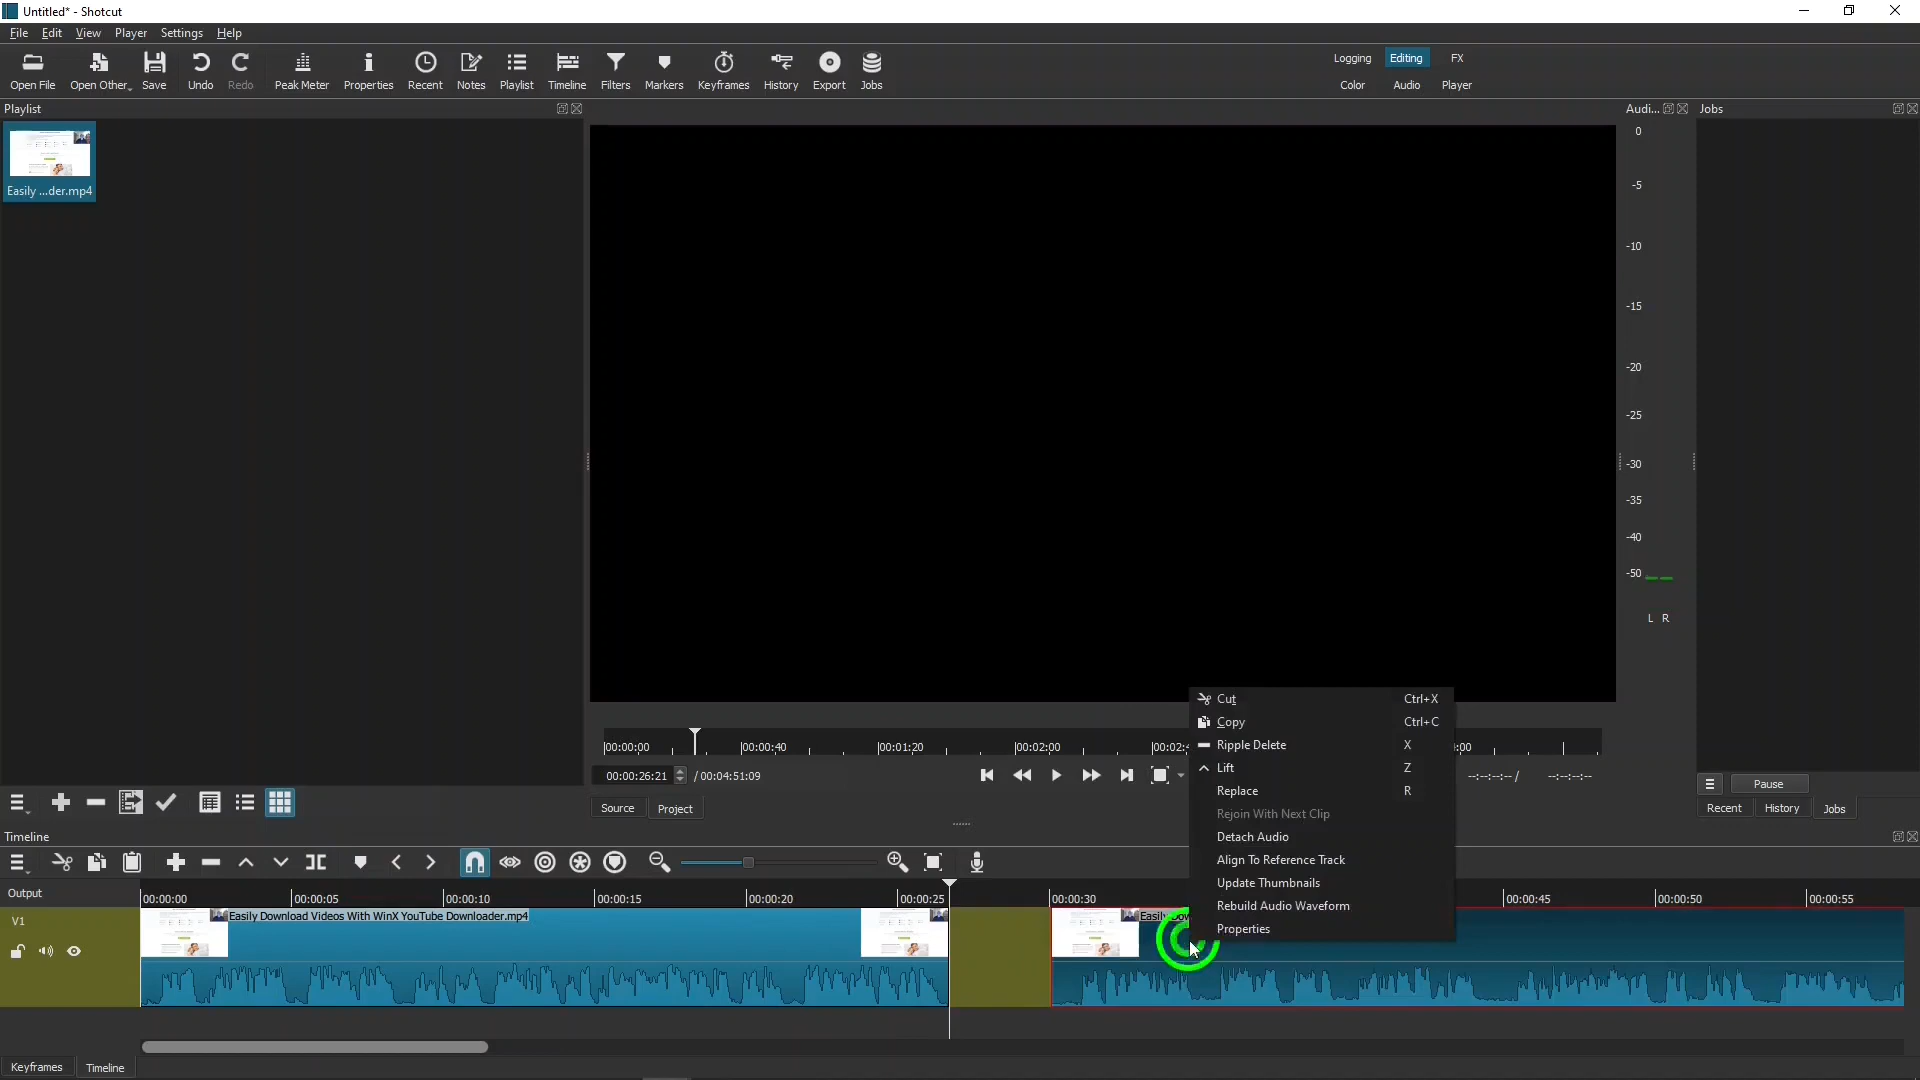 Untitled* - Shotcut
File Edit View Player Settings Help
Open File Open Other... Save Undo Redo Peak Meter Properties Recent Notes Playlist Timeline Filters Markers Keyframes History Export Jobs
Logging Editing FX
Color Audio Player
Playlist
Audi...
Jobs
Easily ...der.mp4
0
-5
-10
-15
-20
-25
-30
-35
-40
-50
L R
Cut Ctrl+X
Copy Ctrl+C
Ripple Delete X
Lift Z
Replace R
Rejoin With Next Clip
Detach Audio
Align To Reference Track
Update Thumbnails
Rebuild Audio Waveform
Properties
00:00:00 00:00:40 00:01:20 00:02:00 00:02:4 :00
00:00:26:21 / 00:04:51:09
--:--:--:-- / --:--:--:--
Source Project
Pause
Recent History Jobs
Timeline
Output
00:00:00 00:00:05 00:00:10 00:00:15 00:00:20 00:00:25 00:00:30 00:00:45 00:00:50 00:00:55
V1
Easily Download Videos With WinX YouTube Downloader.mp4
Easily Dow
Keyframes Timeline